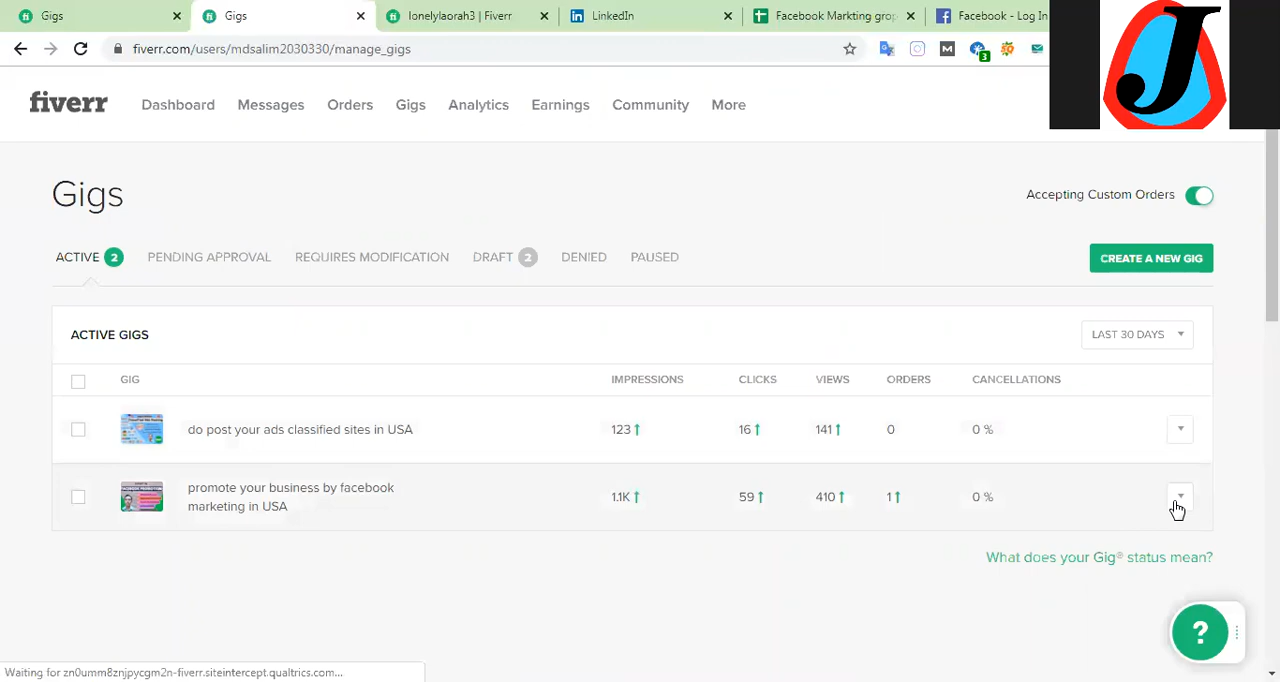 Gigs
Gigs
lonelylaorah3 | Fiverr
LinkedIn
Facebook Markting grop
Facebook - Log In
fiverr.com/users/mdsalim2030330/manage_gigs
3
J
fiverr
Dashboard Messages Orders Gigs Analytics Earnings Community More
Gigs
Accepting Custom Orders
ACTIVE 2 PENDING APPROVAL REQUIRES MODIFICATION DRAFT 2 DENIED PAUSED
CREATE A NEW GIG
ACTIVE GIGS
LAST 30 DAYS
GIG IMPRESSIONS CLICKS VIEWS ORDERS CANCELLATIONS
do post your ads classified sites in USA 123 16 141 0 0 %
promote your business by facebook
marketing in USA 1.1K 59 410 1 0 %
What does your Gig® status mean?
?
Waiting for zn0umm8znjpycgm2n-fiverr.siteintercept.qualtrics.com...